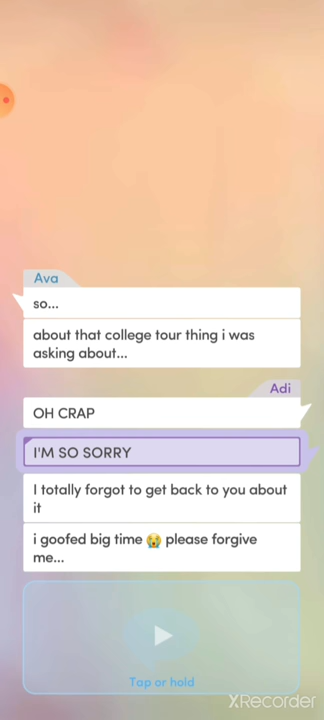 Ava
so...
about that college tour thing i was
asking about...
Adi
OH CRAP
I'M SO SORRY
I totally forgot to get back to you about
it
i goofed big time 😭 please forgive
me...
Tap or hold
XRecorder